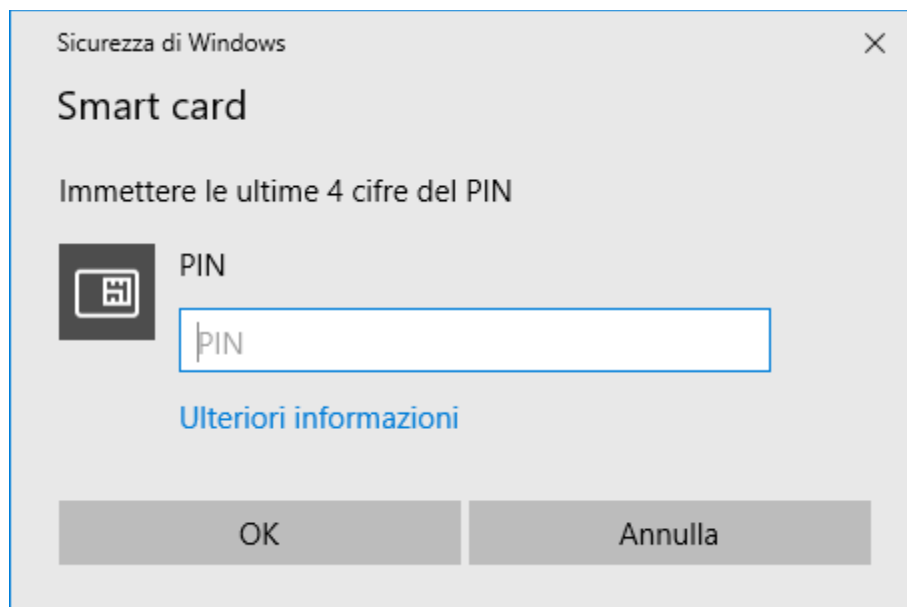 Sicurezza di Windows
Smart card
Immettere le ultime 4 cifre del PIN
PIN
PIN
Ulteriori informazioni
OK Annulla